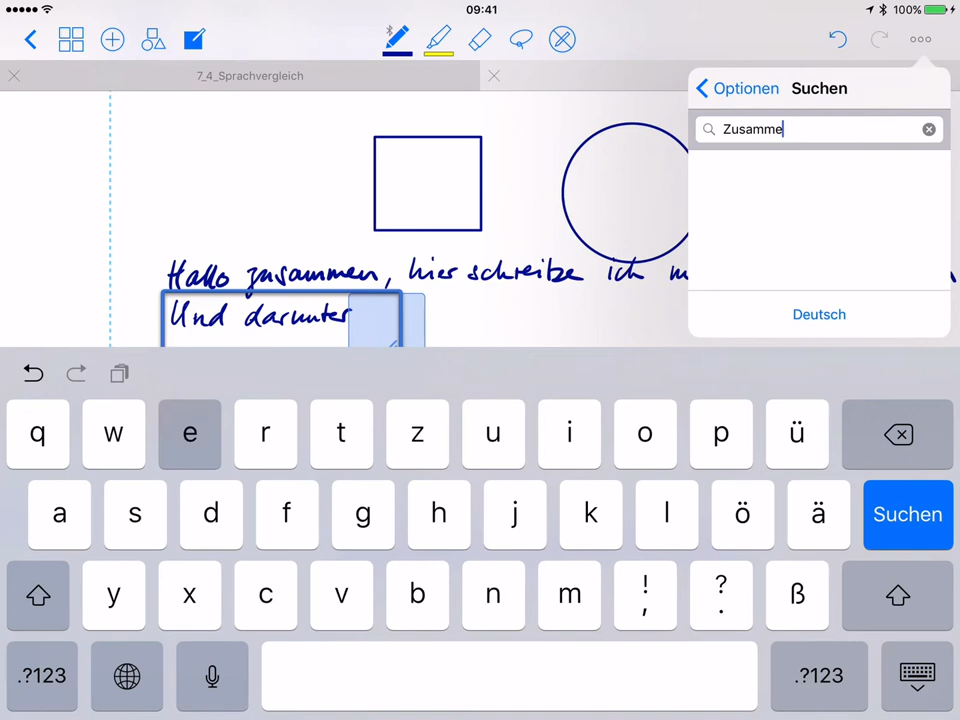 09:41
100%
7_4_Sprachvergleich
Optionen Suchen
Zusamme
Hallo zusammen, hier schreibe ich
Und darunter
Deutsch
q w e r t z u i o p ü
a s d f g h j k l ö ä Suchen
y x c v b n m ! , ? . ß
.?123 .?123